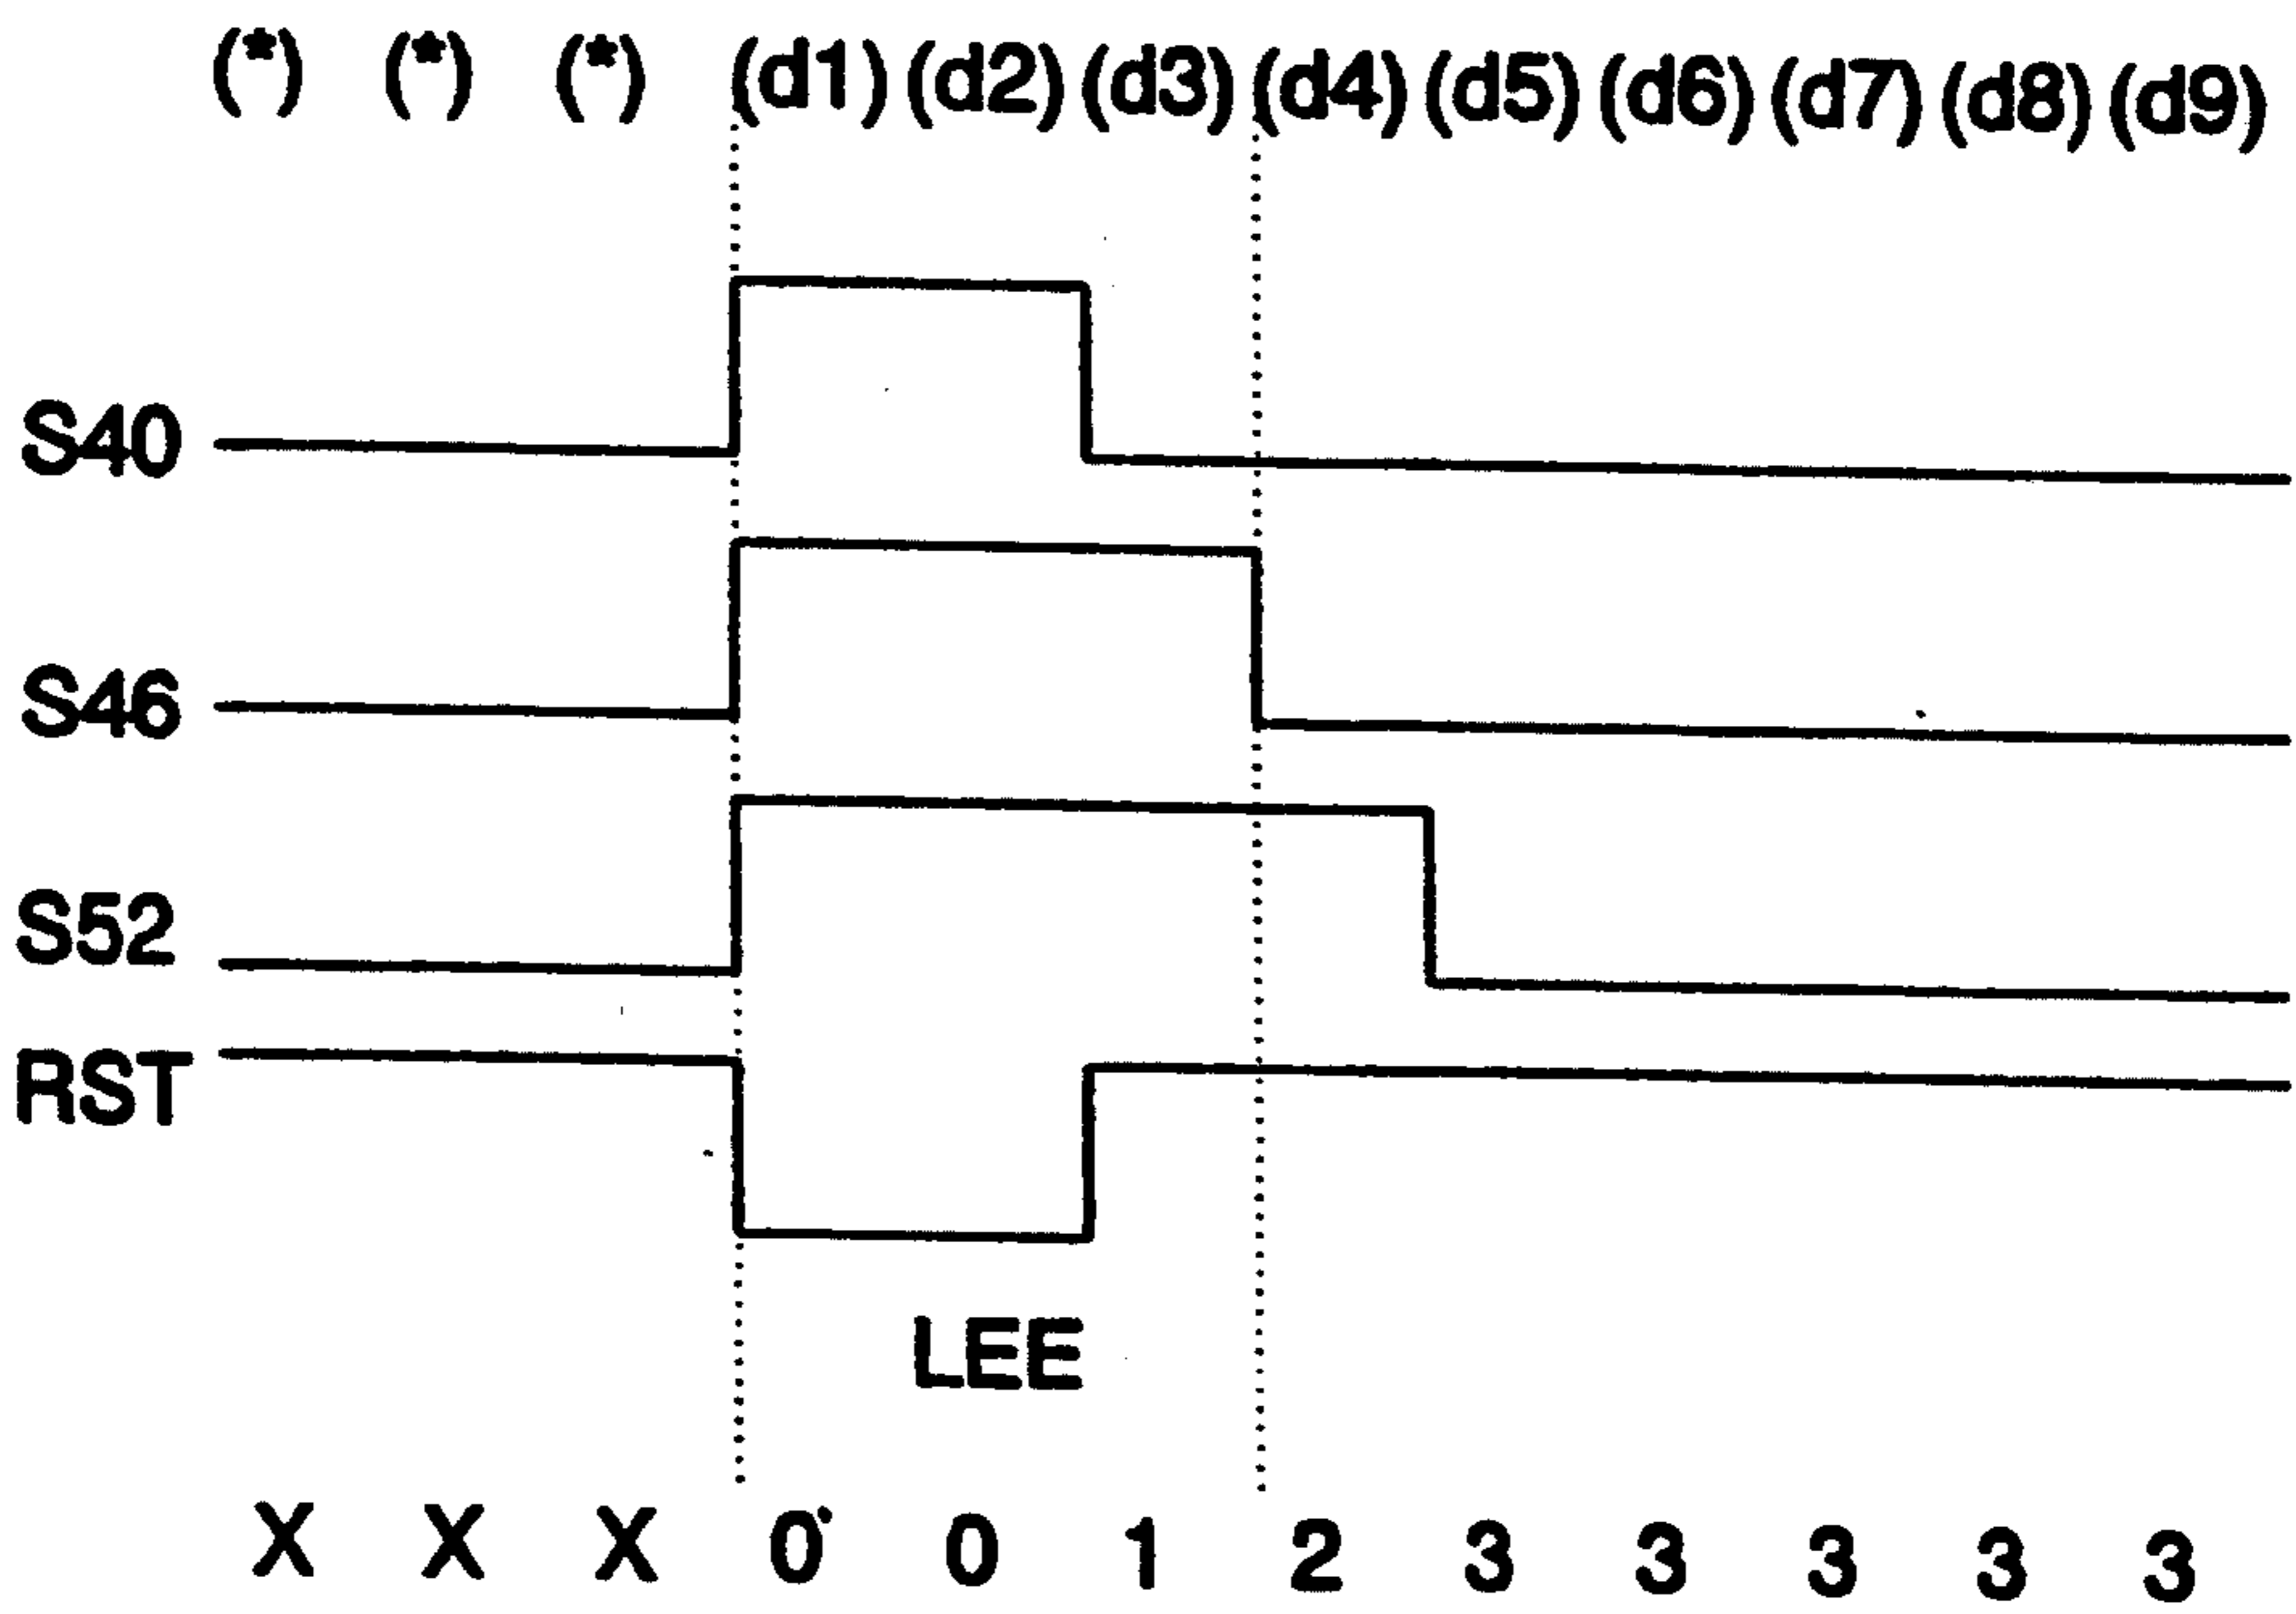 (*) (*) (*) (d1) (d2) (d3) (d4) (d5) (d6) (d7) (d8) (d9)
S40
S46
S52
RST
LEE
X X X 0 0 1 2 3 3 3 3 3